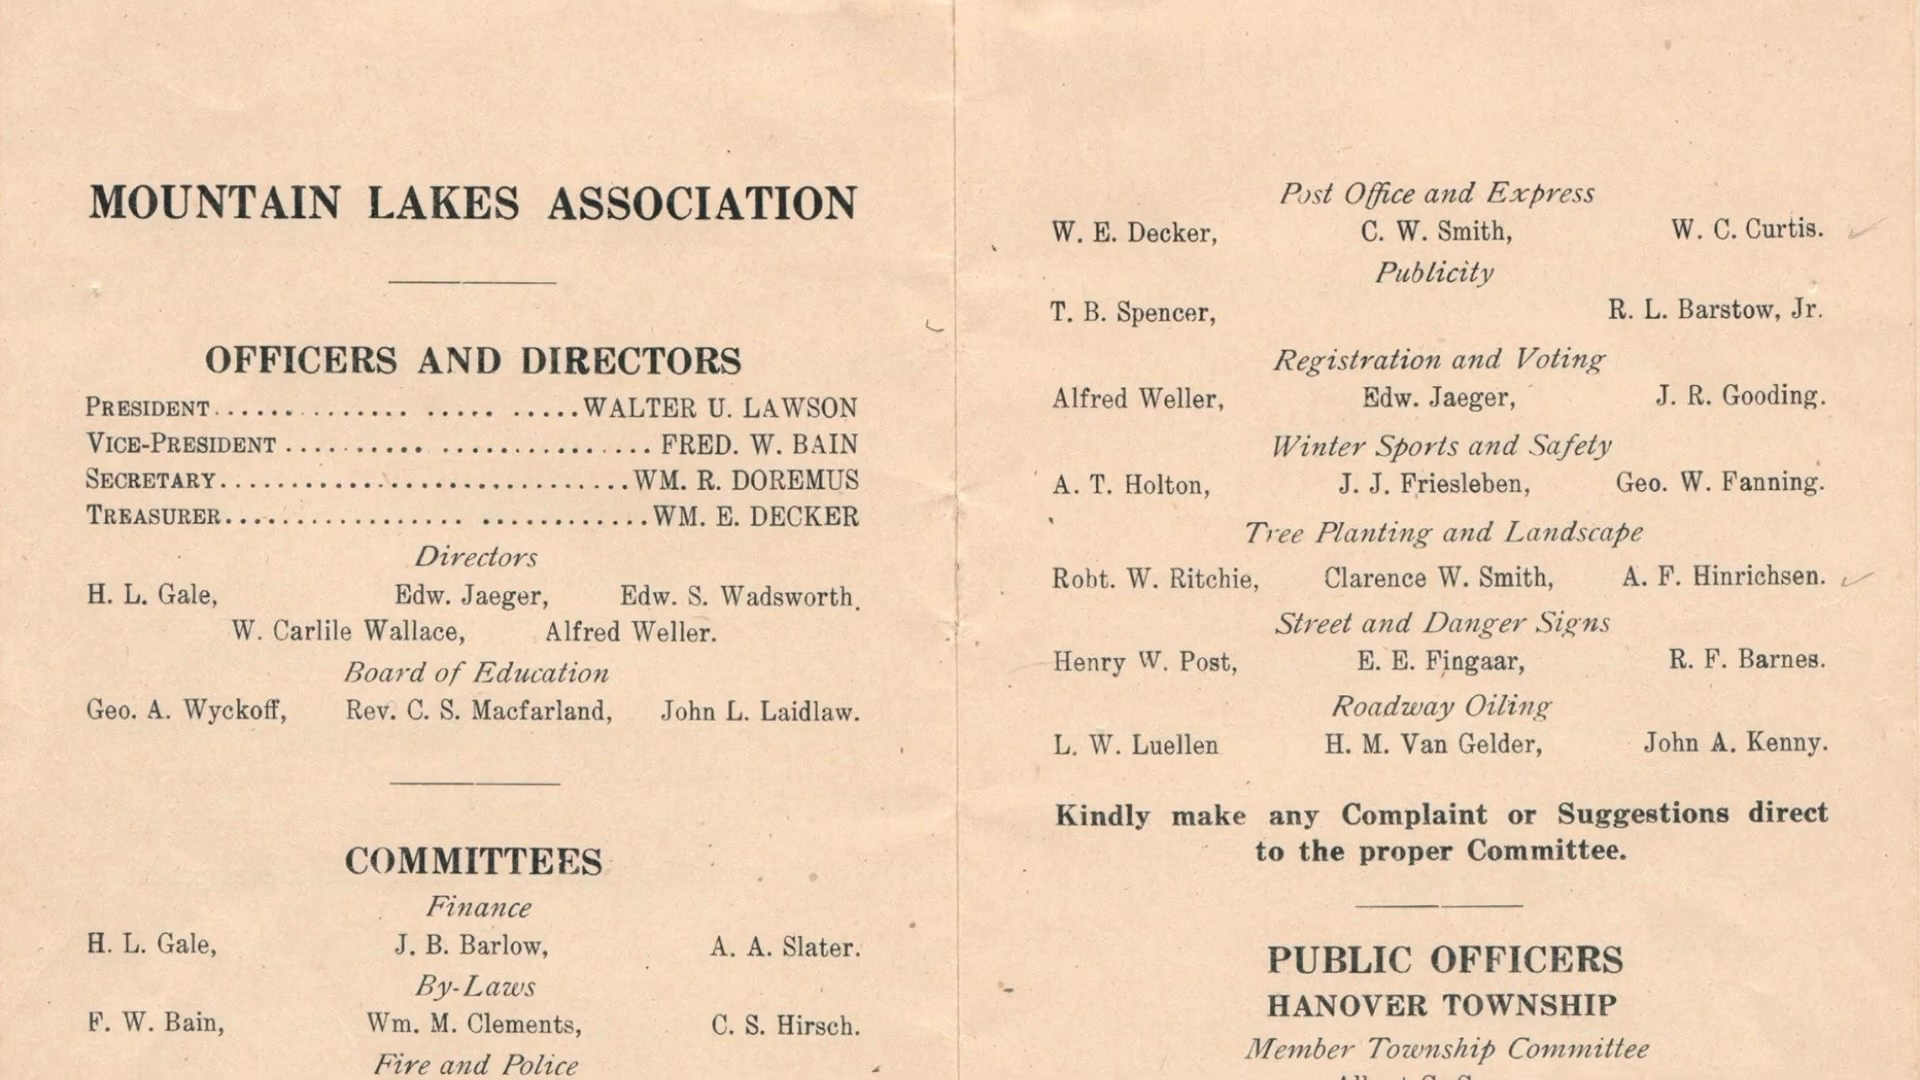 MOUNTAIN LAKES ASSOCIATION
OFFICERS AND DIRECTORS
PRESIDENT.......................WALTER U. LAWSON
VICE-PRESIDENT ........................... FRED. W. BAIN
SECRETARY...............................WM. R. DOREMUS
TREASURER...............................WM. E. DECKER
Directors
H. L. Gale, Edw. Jaeger, Edw. S. Wadsworth.
W. Carlile Wallace, Alfred Weller.
Board of Education
Geo. A. Wyckoff, Rev. C. S. Macfarland, John L. Laidlaw.
COMMITTEES
Finance
H. L. Gale, J. B. Barlow, A. A. Slater.
By-Laws
F. W. Bain, Wm. M. Clements, C. S. Hirsch.
Fire and Police
Post Office and Express
W. E. Decker, C. W. Smith, W. C. Curtis.
Publicity
T. B. Spencer, R. L. Barstow, Jr.
Registration and Voting
Alfred Weller, Edw. Jaeger, J. R. Gooding.
Winter Sports and Safety
A. T. Holton, J. J. Friesleben, Geo. W. Fanning.
Tree Planting and Landscape
Robt. W. Ritchie, Clarence W. Smith, A. F. Hinrichsen.
Street and Danger Signs
Henry W. Post, E. E. Fingaar, R. F. Barnes.
Roadway Oiling
L. W. Luellen H. M. Van Gelder, John A. Kenny.
Kindly make any Complaint or Suggestions direct
to the proper Committee.
PUBLIC OFFICERS
HANOVER TOWNSHIP
Member Township Committee